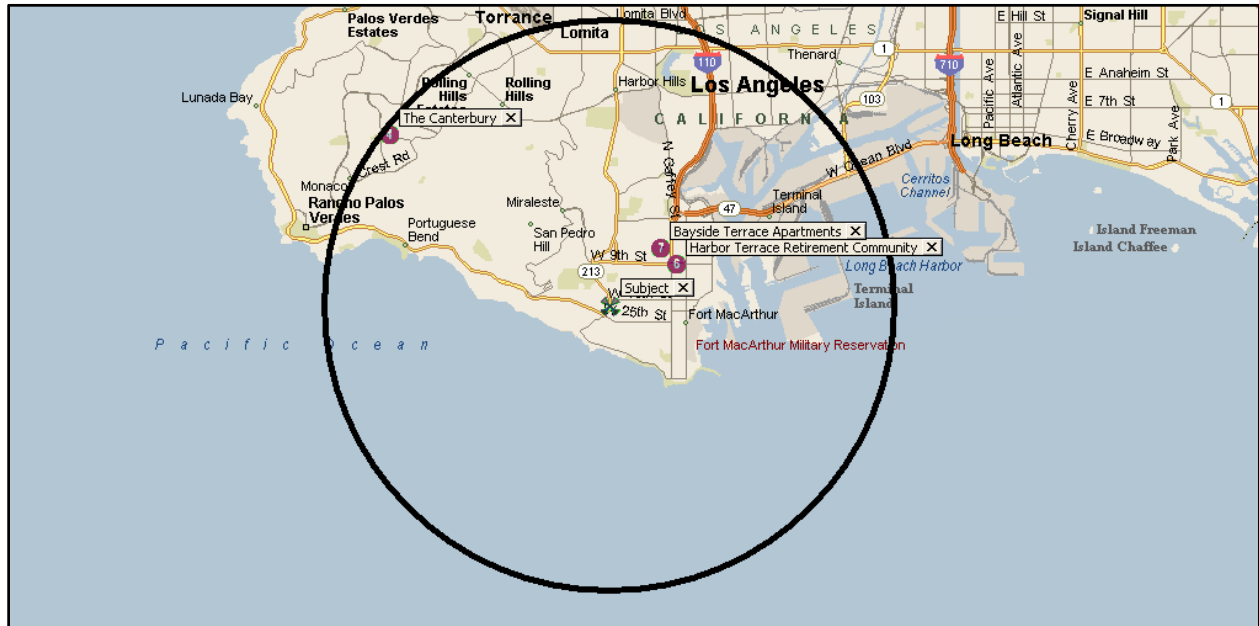 Palos Verdes
Estates
Torrance
Lomita Blvd
Lomita
LOS ANGELES
E Hill St
Signal Hill
Thenard
1
110
710
Pacific Ave
Atlantic Ave
E Anaheim St
Rolling
Hills
Estates
Rolling
Hills
Harbor Hills
Los Angeles
Lunada Bay
103
E 7th St
1
The Canterbury
CALIFORNIA
Cherry Ave
E Broadway
Park Ave
N Gaffey St
W Ocean Blvd
Long Beach
Crest Rd
Monaco
Cerritos
Channel
Rancho Palos
Verdes
Miraleste
47
Terminal
Island
Portuguese
Bend
San Pedro
Hill
Bayside Terrace Apartments
Island Freeman
7
Harbor Terrace Retirement Community
Island Chaffee
W 9th St
6
Long Beach Harbor
213
Subject
Terminal
Island
25th St
Fort MacArthur
Pacific Ocean
Fort MacArthur Military Reservation